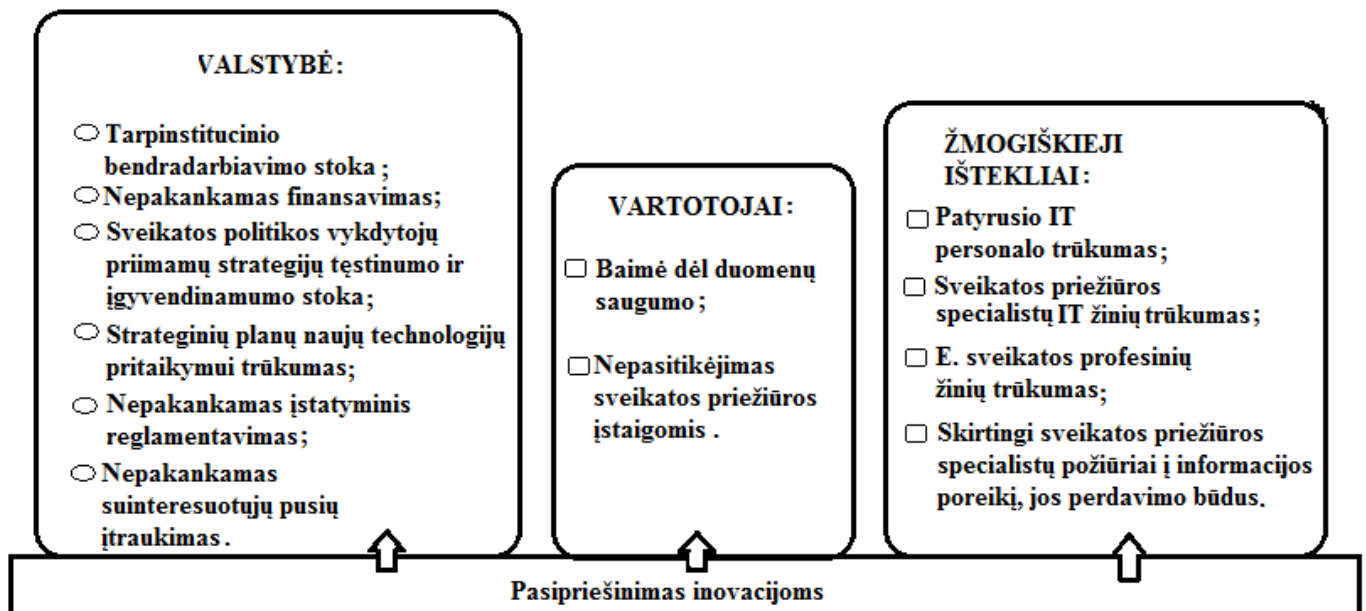 VALSTYBĖ:
Tarpinstitucinio
bendradarbiavimo stoka ;
Nepakankamas finansavimas;
Sveikatos politikos vykdytojų
priimamų strategijų tęstinumo ir
įgyvendinamumo stoka;
Strateginių planų naujų technologijų
pritaikymui trūkumas;
Nepakankamas įstatyminis
reglamentavimas;
Nepakankamas
suinteresuotųjų pusių
įtraukimas .
VARTOTOJAI:
Baimė dėl duomenų
saugumo;
Nepasitikėjimas
sveikatos priežiūros
įstaigomis .
ŽMOGIŠKIEJI
IŠTEKLIAI:
Patyrusio IT
personalo trūkumas;
Sveikatos priežiūros
specialistų IT žinių trūkumas;
E. sveikatos profesinių
žinių trūkumas;
Skirtingi sveikatos priežiūros
specialistų požiūriai į informacijos
poreikį, jos perdavimo būdus.
Pasipriešinimas inovacijoms